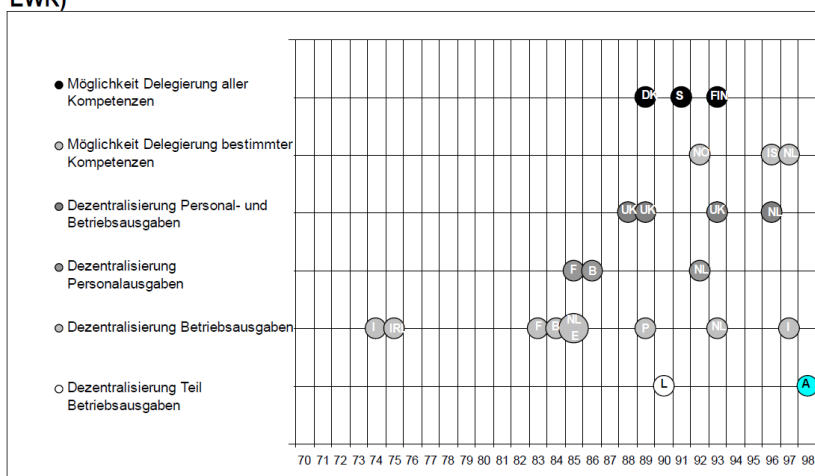 EWR)
Möglichkeit Delegierung aller
Kompetenzen
DK S FIN
Möglichkeit Delegierung bestimmter
Kompetenzen
NO IS NL
Dezentralisierung Personal- und
Betriebsausgaben
UK UK UK NL
Dezentralisierung
Personalausgaben
F B NL
NL
Dezentralisierung Betriebsausgaben
I IR F B E P NL I
Dezentralisierung Teil
Betriebsausgaben
L A
70 71 72 73 74 75 76 77 78 79 80 81 82 83 84 85 86 87 88 89 90 91 92 93 94 95 96 97 98